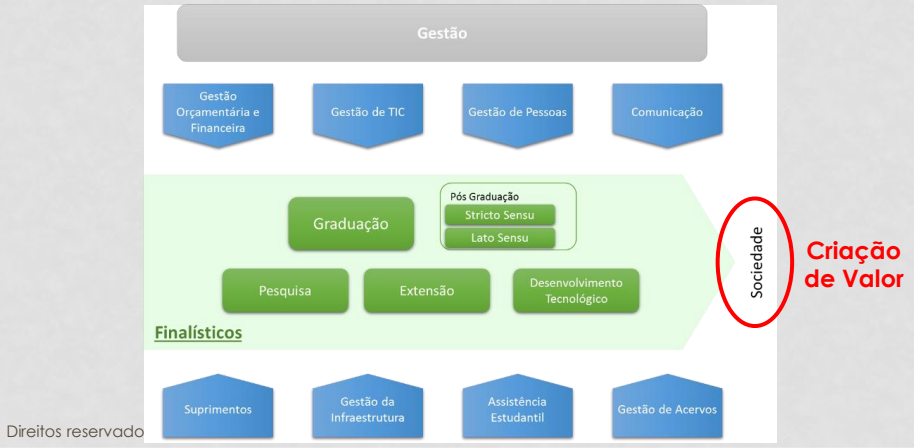 Gestão
Gestão
Orçamentária e
Financeira
Gestão de TIC
Gestão de Pessoas
Comunicação
Pós Graduação
Stricto Sensu
Lato Sensu
Graduação
Pesquisa
Extensão
Desenvolvimento
Tecnológico
Finalísticos
Sociedade
Criação
de Valor
Suprimentos
Gestão da
Infraestrutura
Assistência
Estudantil
Gestão de Acervos
Direitos reservado